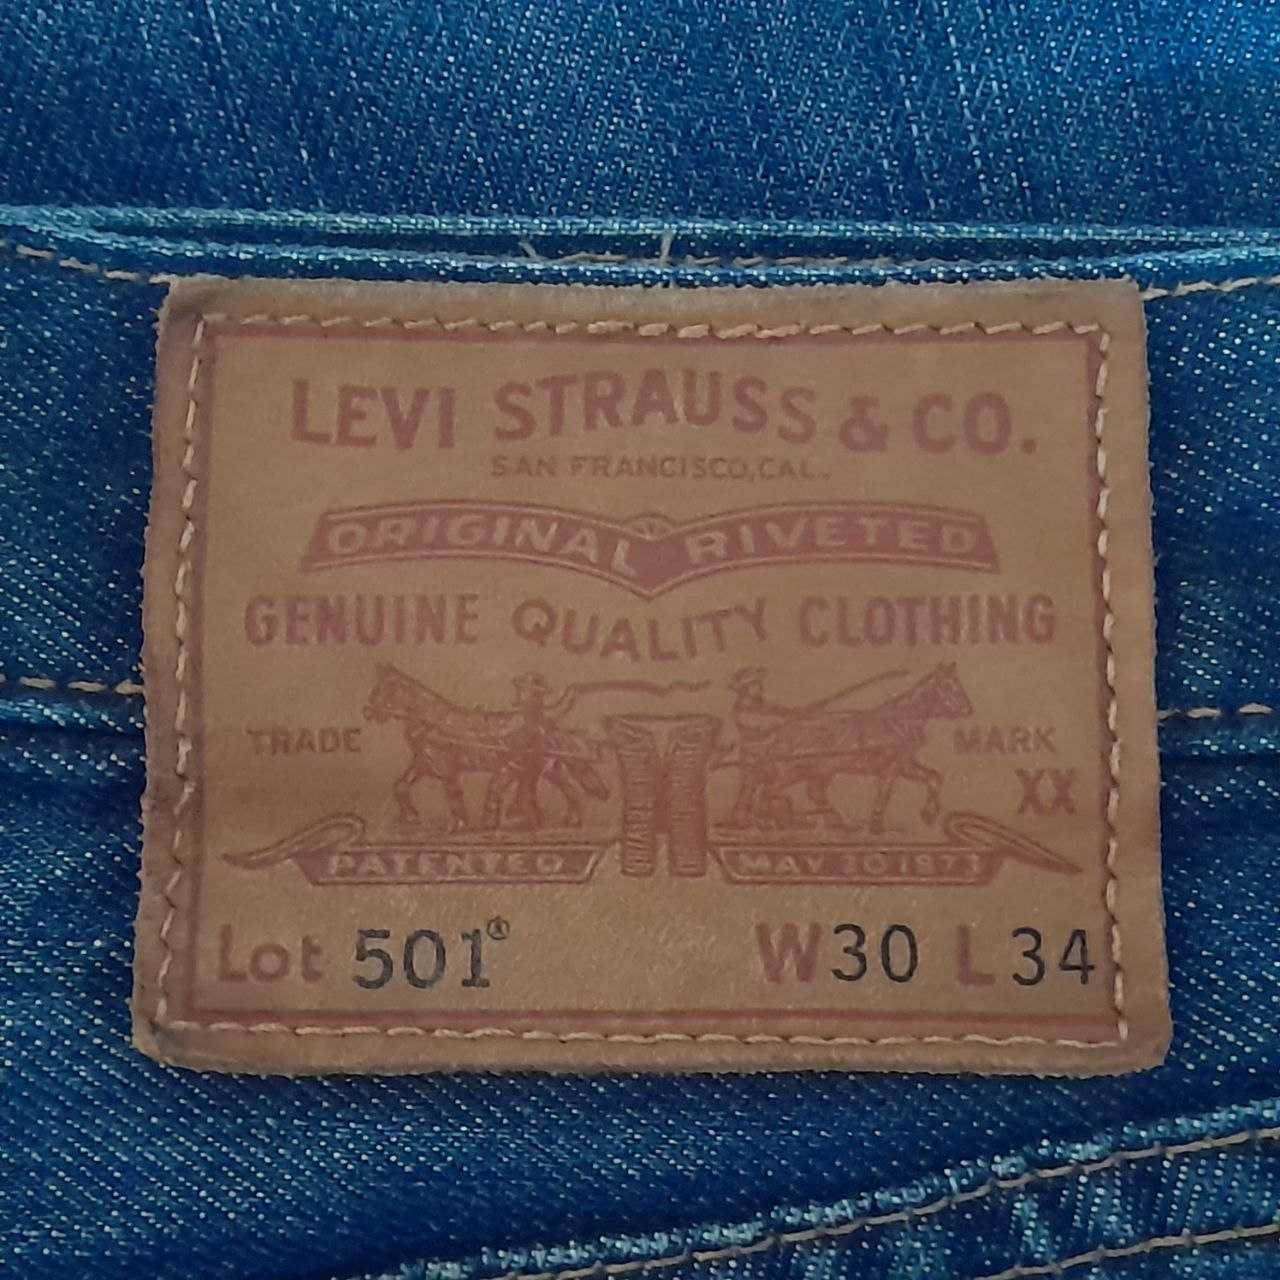 LEVI STRAUSS & CO.
SAN FRANCISCO, CAL.
ORIGINAL RIVETED
GENUINE QUALITY CLOTHING
TRADE MARK
XX
PATENTED MAY 20 1873
Lot 501® W30 L34